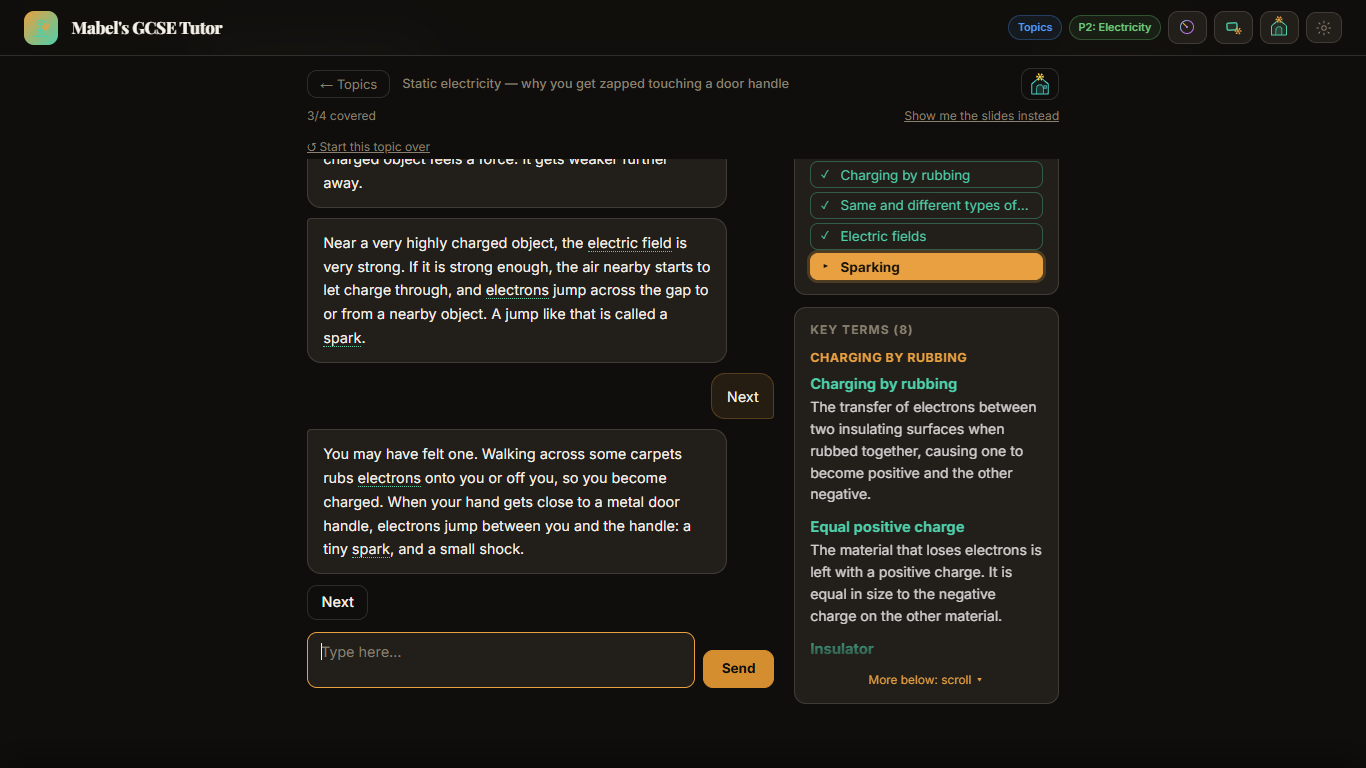 Mabel's GCSE Tutor
Topics
P2: Electricity
← Topics
Static electricity — why you get zapped touching a door handle
3/4 covered
Show me the slides instead
↺ Start this topic over
charged object feels a force. It gets weaker further
away.
Near a very highly charged object, the electric field is
very strong. If it is strong enough, the air nearby starts to
let charge through, and electrons jump across the gap to
or from a nearby object. A jump like that is called a
spark.
Next
You may have felt one. Walking across some carpets
rubs electrons onto you or off you, so you become
charged. When your hand gets close to a metal door
handle, electrons jump between you and the handle: a
tiny spark, and a small shock.
Next
Type here...
Send
✓ Charging by rubbing
✓ Same and different types of...
✓ Electric fields
▸ Sparking
KEY TERMS (8)
CHARGING BY RUBBING
Charging by rubbing
The transfer of electrons between
two insulating surfaces when
rubbed together, causing one to
become positive and the other
negative.
Equal positive charge
The material that loses electrons is
left with a positive charge. It is
equal in size to the negative
charge on the other material.
Insulator
More below: scroll ▾